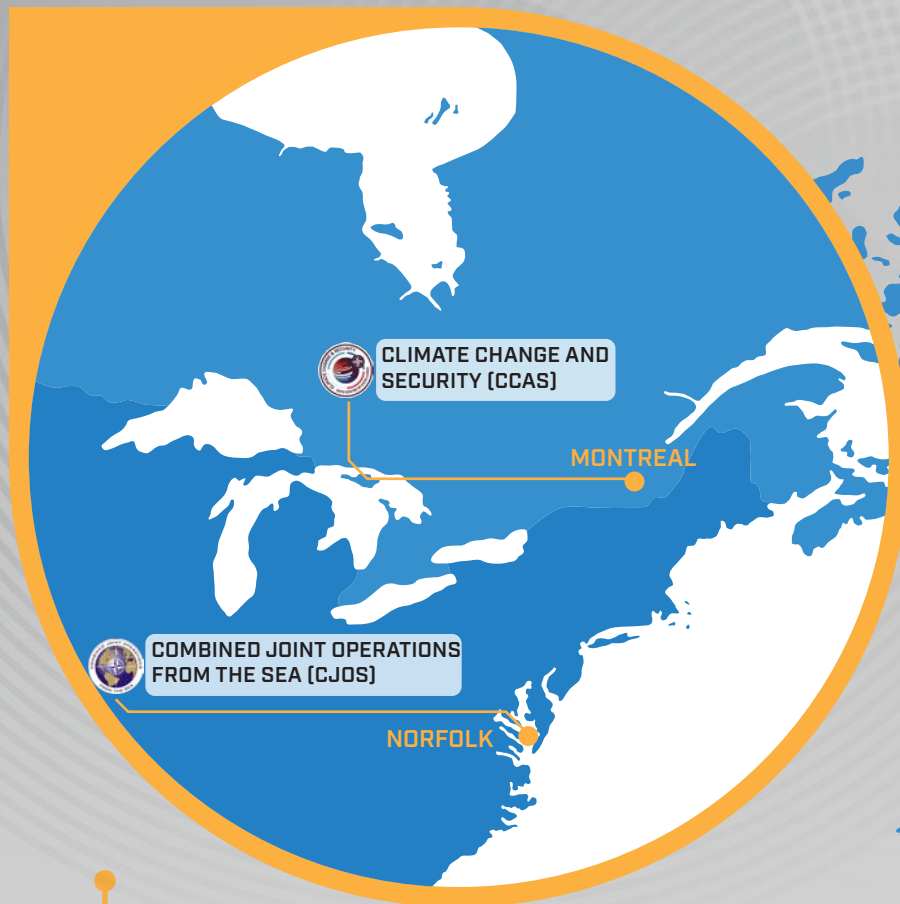 CLIMATE CHANGE AND
SECURITY (CCAS)
MONTREAL
COMBINED JOINT OPERATIONS
FROM THE SEA (CJOS)
NORFOLK